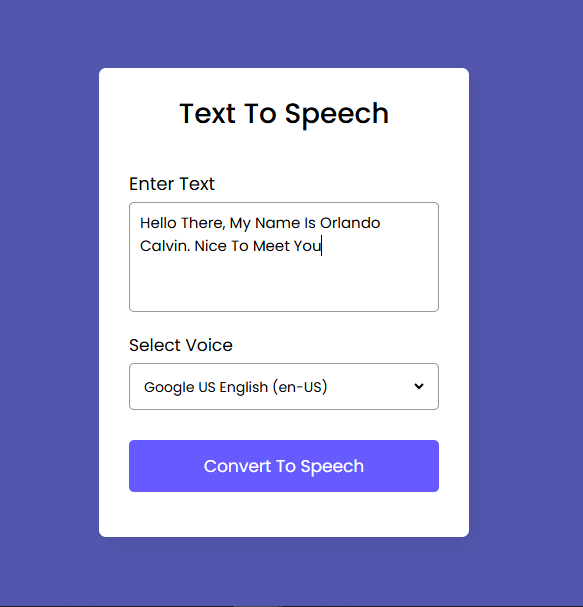 Text To Speech
Enter Text
Hello There, My Name Is Orlando
Calvin. Nice To Meet You
Select Voice
Google US English (en-US)
Convert To Speech